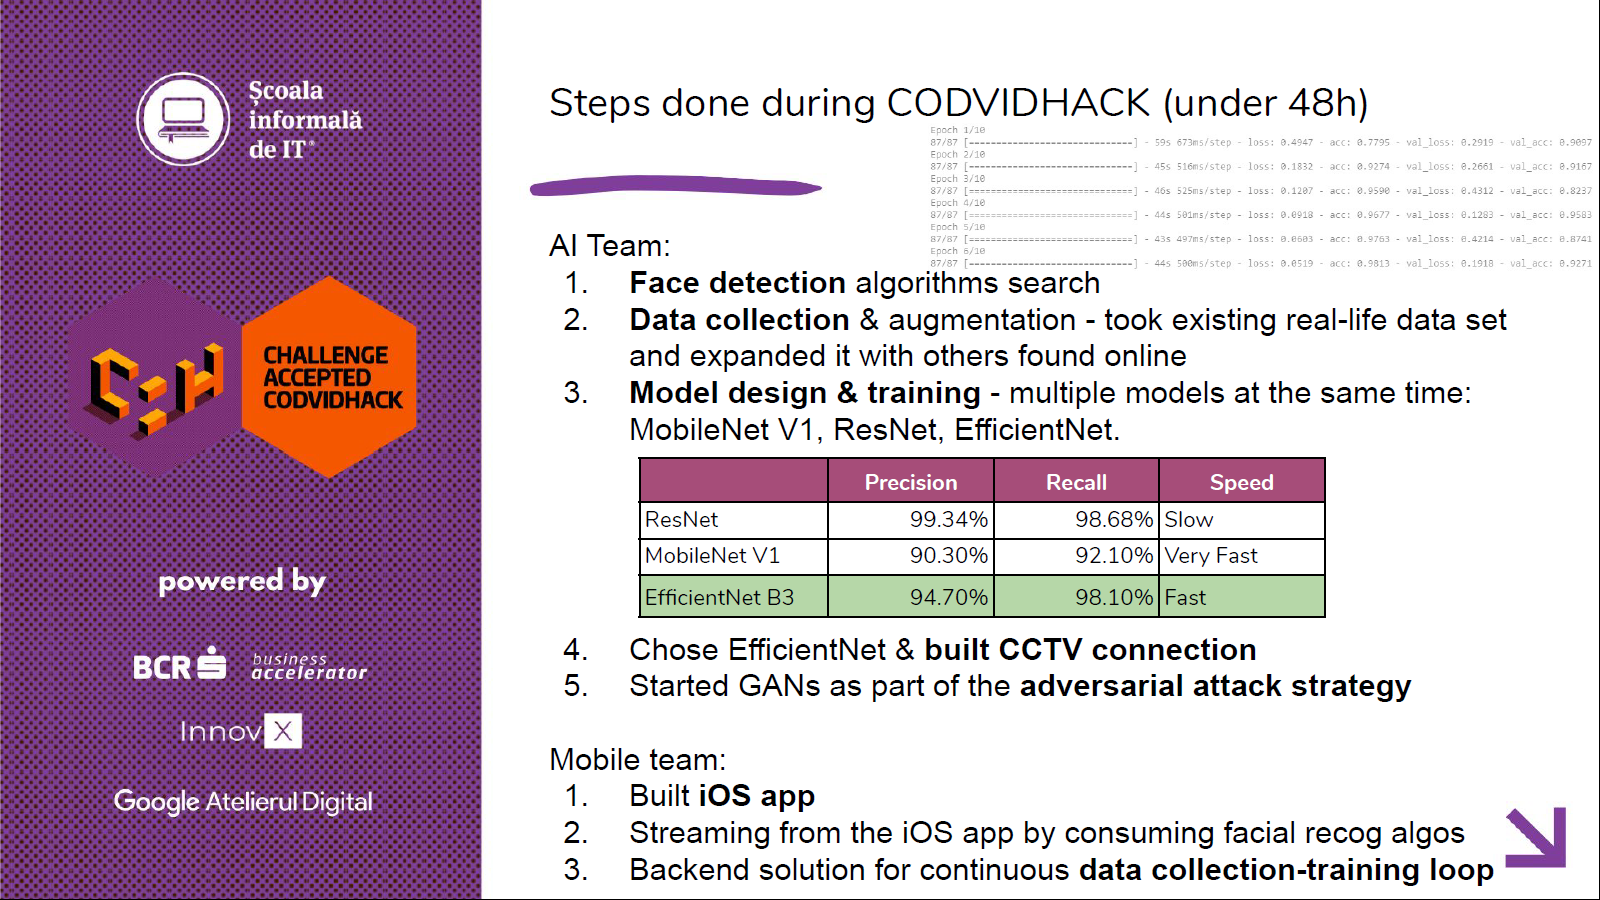 Școala
informală
de IT®
CHALLENGE
ACCEPTED
CODVIDHACK
powered by
BCR business
accelerator
Innov X
Google Atelierul Digital
Steps done during CODVIDHACK (under 48h)
Epoch 1/10
87/87 [==============================] - 59s 673ms/step - loss: 0.4947 - acc: 0.7795 - val_loss: 0.2919 - val_acc: 0.9097
Epoch 2/10
87/87 [==============================] - 45s 516ms/step - loss: 0.1832 - acc: 0.9274 - val_loss: 0.2661 - val_acc: 0.9167
Epoch 3/10
87/87 [==============================] - 46s 525ms/step - loss: 0.1207 - acc: 0.9590 - val_loss: 0.4312 - val_acc: 0.8237
Epoch 4/10
87/87 [==============================] - 44s 501ms/step - loss: 0.0918 - acc: 0.9677 - val_loss: 0.1283 - val_acc: 0.9583
Epoch 5/10
87/87 [==============================] - 43s 497ms/step - loss: 0.0603 - acc: 0.9763 - val_loss: 0.4214 - val_acc: 0.8741
Epoch 6/10
87/87 [==============================] - 44s 500ms/step - loss: 0.0519 - acc: 0.9813 - val_loss: 0.1918 - val_acc: 0.9271
AI Team:
1. Face detection algorithms search
2. Data collection & augmentation - took existing real-life data set
and expanded it with others found online
3. Model design & training - multiple models at the same time:
MobileNet V1, ResNet, EfficientNet.
Precision Recall Speed
ResNet 99.34% 98.68% Slow
MobileNet V1 90.30% 92.10% Very Fast
EfficientNet B3 94.70% 98.10% Fast
4. Chose EfficientNet & built CCTV connection
5. Started GANs as part of the adversarial attack strategy
Mobile team:
1. Built iOS app
2. Streaming from the iOS app by consuming facial recog algos
3. Backend solution for continuous data collection-training loop